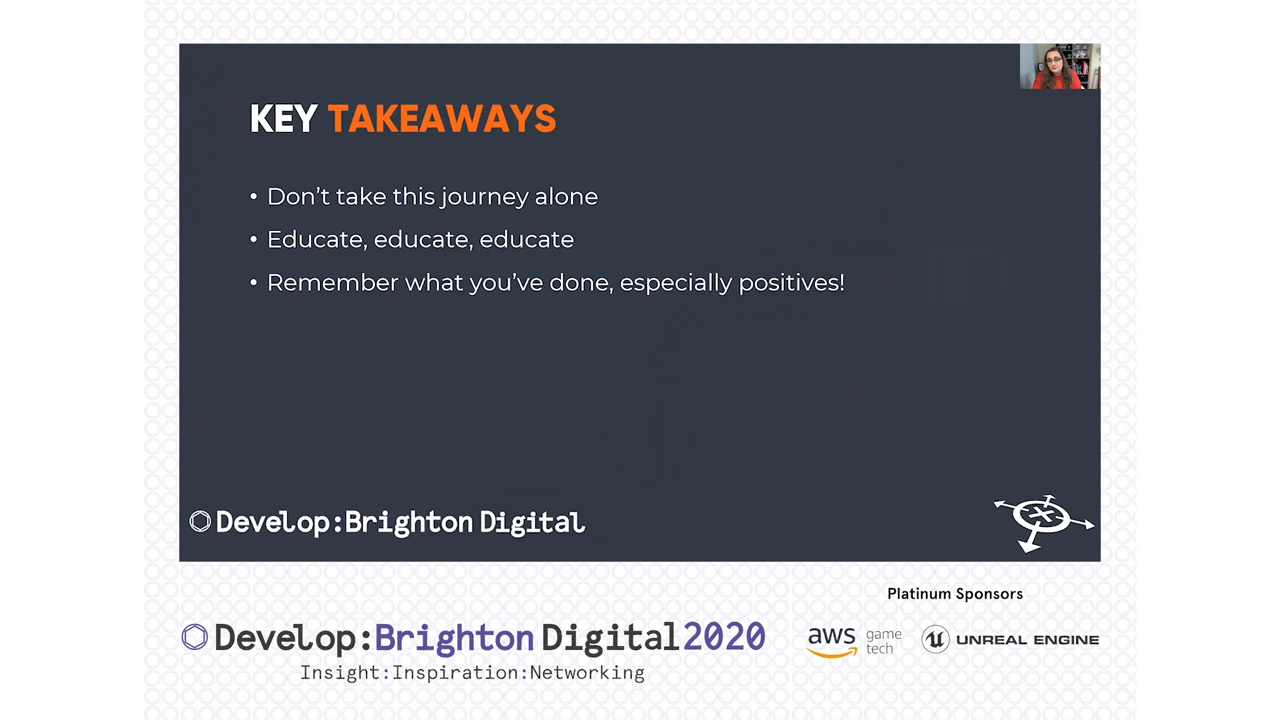 KEY TAKEAWAYS
• Don't take this journey alone
• Educate, educate, educate
• Remember what you've done, especially positives!
Develop:Brighton Digital
Platinum Sponsors
Develop:Brighton Digital 2020
Insight:Inspiration:Networking
aws game tech
UNREAL ENGINE